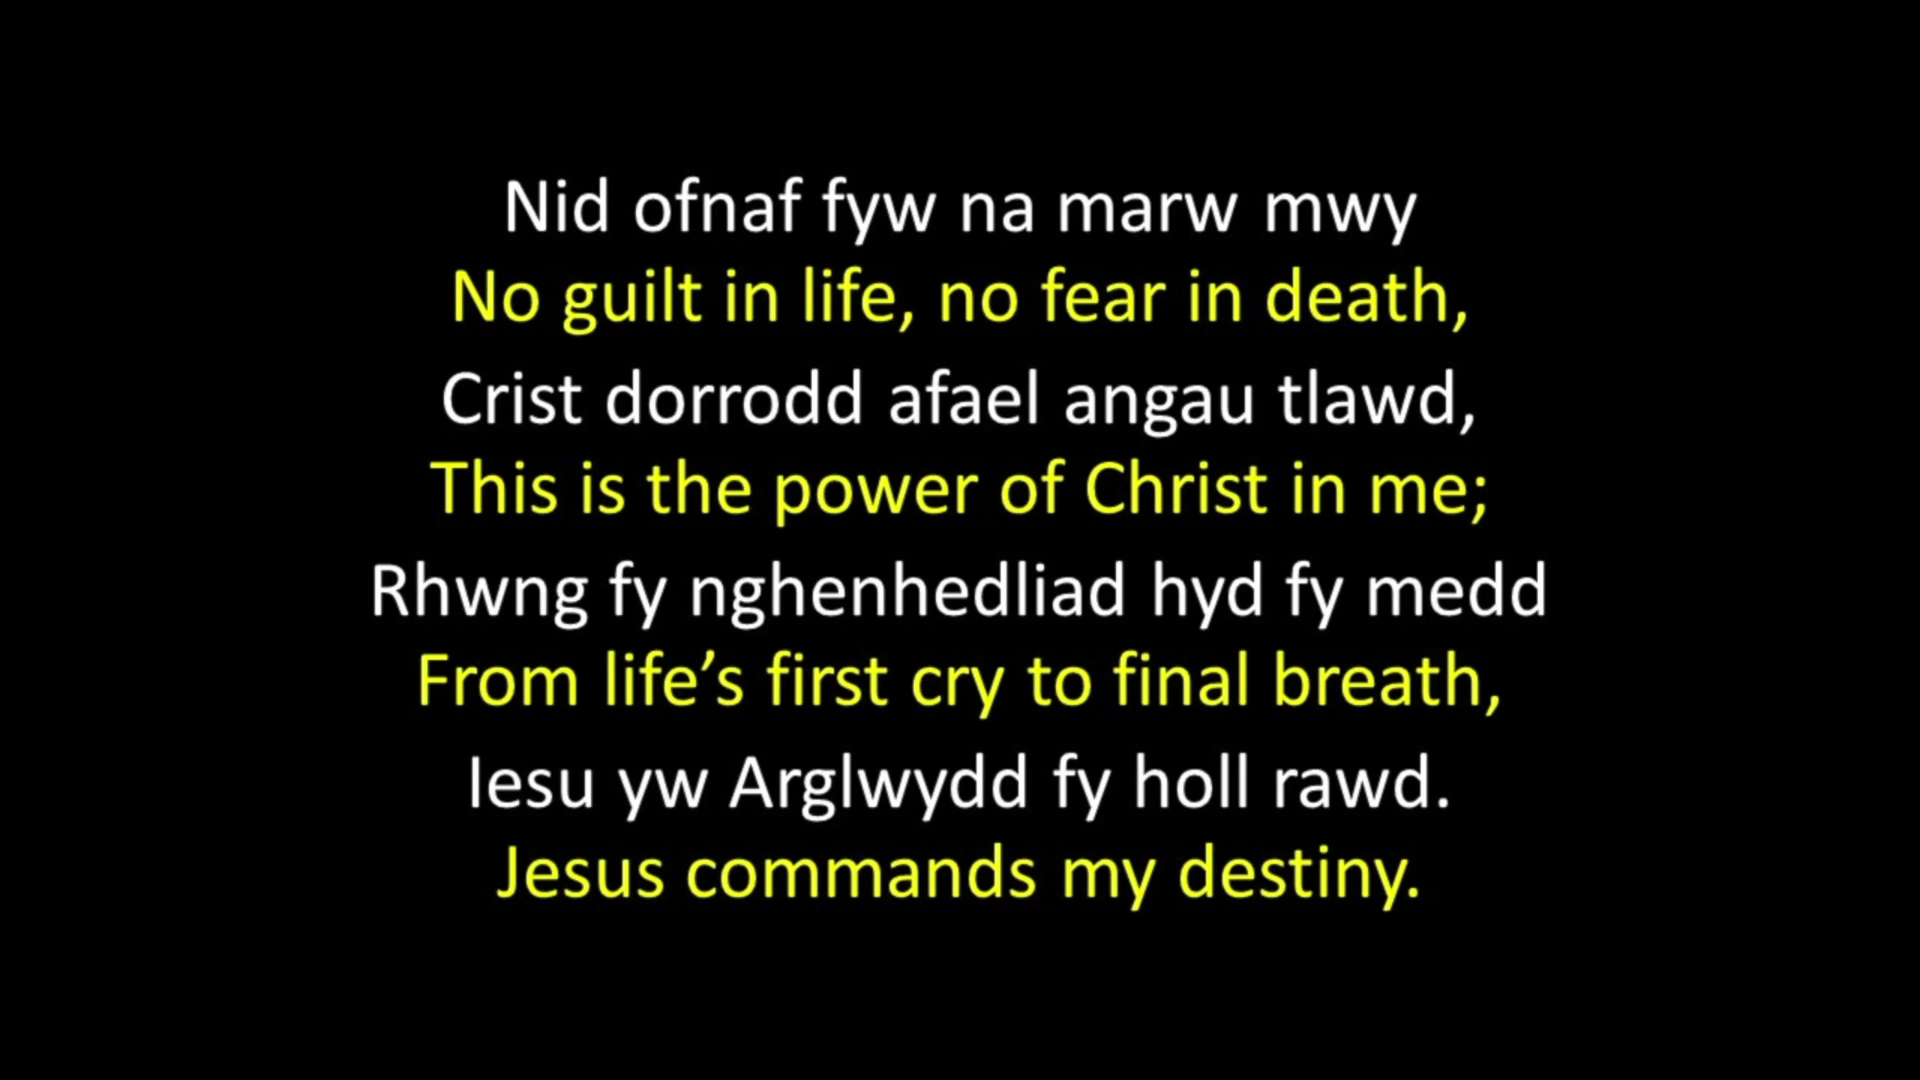 Nid ofnaf fyw na marw mwy
No guilt in life, no fear in death,
Crist dorrodd afael angau tlawd,
This is the power of Christ in me;
Rhwng fy nghenhedliad hyd fy medd
From life’s first cry to final breath,
Iesu yw Arglwydd fy holl rawd.
Jesus commands my destiny.